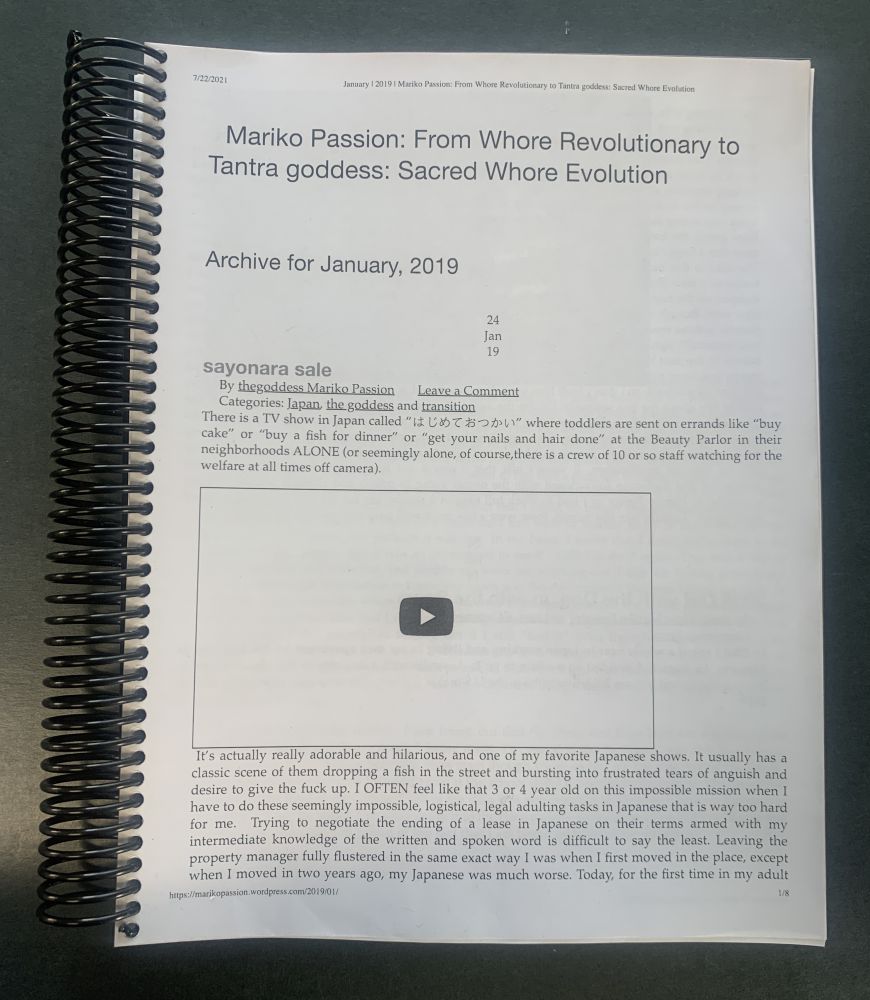 7/22/2021
January | 2019 | Mariko Passion: From Whore Revolutionary to Tantra goddess: Sacred Whore Evolution
Mariko Passion: From Whore Revolutionary to
Tantra goddess: Sacred Whore Evolution
Archive for January, 2019
24
Jan
19
sayonara sale
By thegoddess Mariko Passion Leave a Comment
Categories: Japan, the goddess and transition
There is a TV show in Japan called “はじめておつかい” where toddlers are sent on errands like “buy
cake” or “buy a fish for dinner” or “get your nails and hair done” at the Beauty Parlor in their
neighborhoods ALONE (or seemingly alone, of course,there is a crew of 10 or so staff watching for the
welfare at all times off camera).
It's actually really adorable and hilarious, and one of my favorite Japanese shows. It usually has a
classic scene of them dropping a fish in the street and bursting into frustrated tears of anguish and
desire to give the fuck up. I OFTEN feel like that 3 or 4 year old on this impossible mission when I
have to do these seemingly impossible, logistical, legal adulting tasks in Japanese that is way too hard
for me. Trying to negotiate the ending of a lease in Japanese on their terms armed with my
intermediate knowledge of the written and spoken word is difficult to say the least. Leaving the
property manager fully flustered in the same exact way I was when I first moved in the place, except
when I moved in two years ago, my Japanese was much worse. Today, for the first time in my adult
https://marikopassion.wordpress.com/2019/01/
1/8